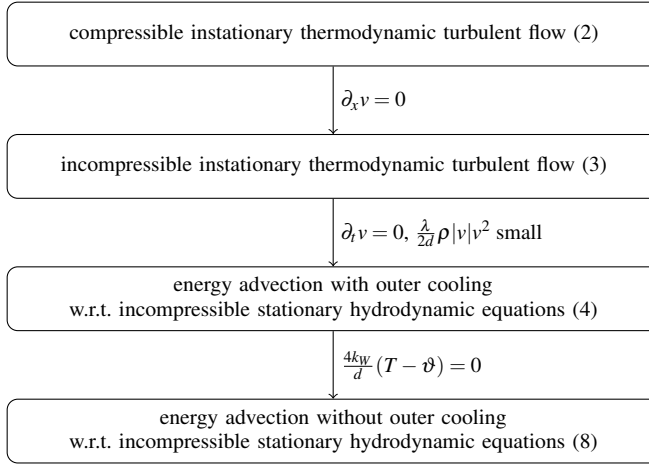 compressible instationary thermodynamic turbulent flow (2)
∂ₓv = 0
incompressible instationary thermodynamic turbulent flow (3)
∂ₜv = 0, λ/2d ρ|v|v² small
energy advection with outer cooling
w.r.t. incompressible stationary hydrodynamic equations (4)
4k_W/d (T − ϑ) = 0
energy advection without outer cooling
w.r.t. incompressible stationary hydrodynamic equations (8)